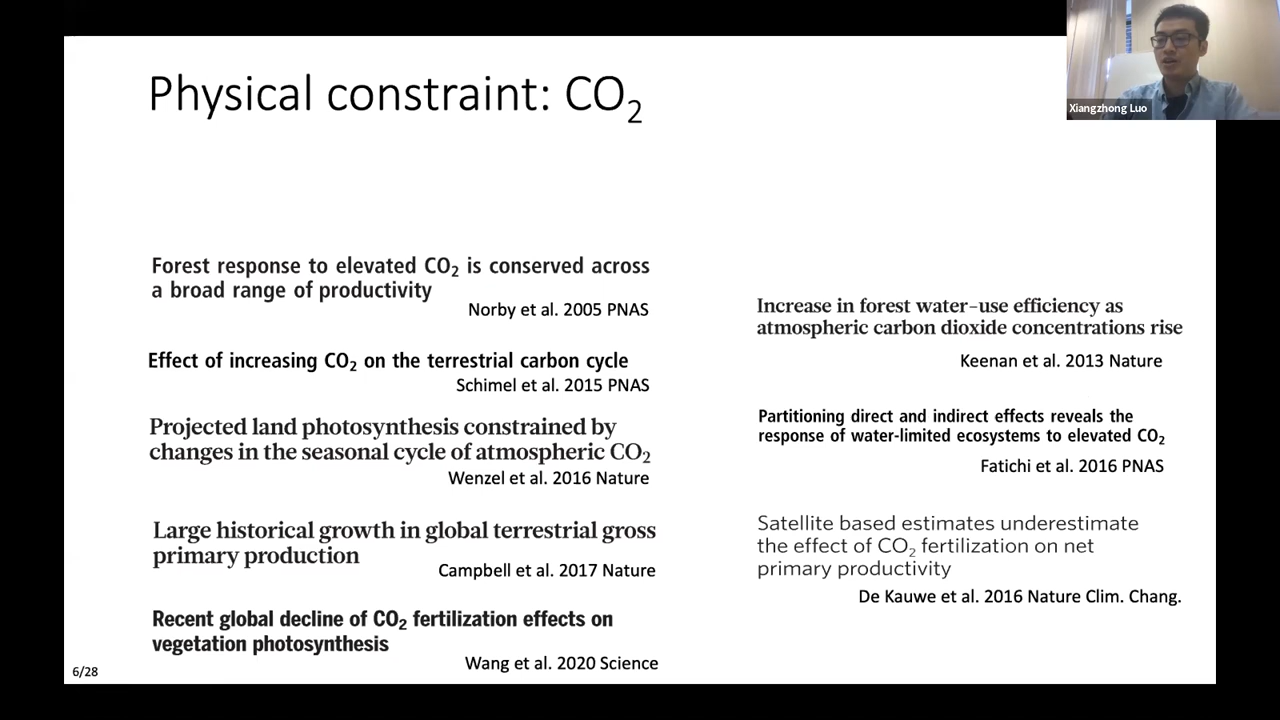 Physical constraint: CO₂
Xiangzhong Luo
Forest response to elevated CO₂ is conserved across
a broad range of productivity
Norby et al. 2005 PNAS
Effect of increasing CO₂ on the terrestrial carbon cycle
Schimel et al. 2015 PNAS
Projected land photosynthesis constrained by
changes in the seasonal cycle of atmospheric CO₂
Wenzel et al. 2016 Nature
Large historical growth in global terrestrial gross
primary production
Campbell et al. 2017 Nature
Recent global decline of CO₂ fertilization effects on
vegetation photosynthesis
Wang et al. 2020 Science
Increase in forest water-use efficiency as
atmospheric carbon dioxide concentrations rise
Keenan et al. 2013 Nature
Partitioning direct and indirect effects reveals the
response of water-limited ecosystems to elevated CO₂
Fatichi et al. 2016 PNAS
Satellite based estimates underestimate
the effect of CO₂ fertilization on net
primary productivity
De Kauwe et al. 2016 Nature Clim. Chang.
6/28